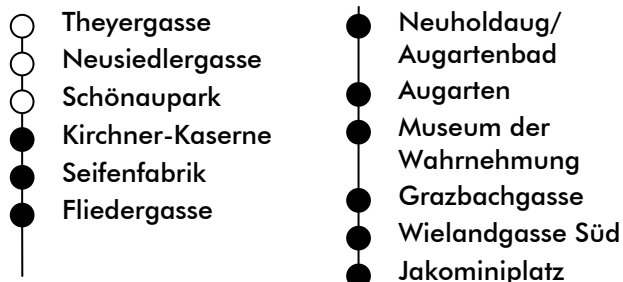 Theyergasse
Neusiedlergasse
Schönaupark
Kirchner-Kaserne
Seifenfabrik
Fliedergasse
Neuholdaug/
Augartenbad
Augarten
Museum der
Wahrnehmung
Grazbachgasse
Wielandgasse Süd
Jakominiplatz